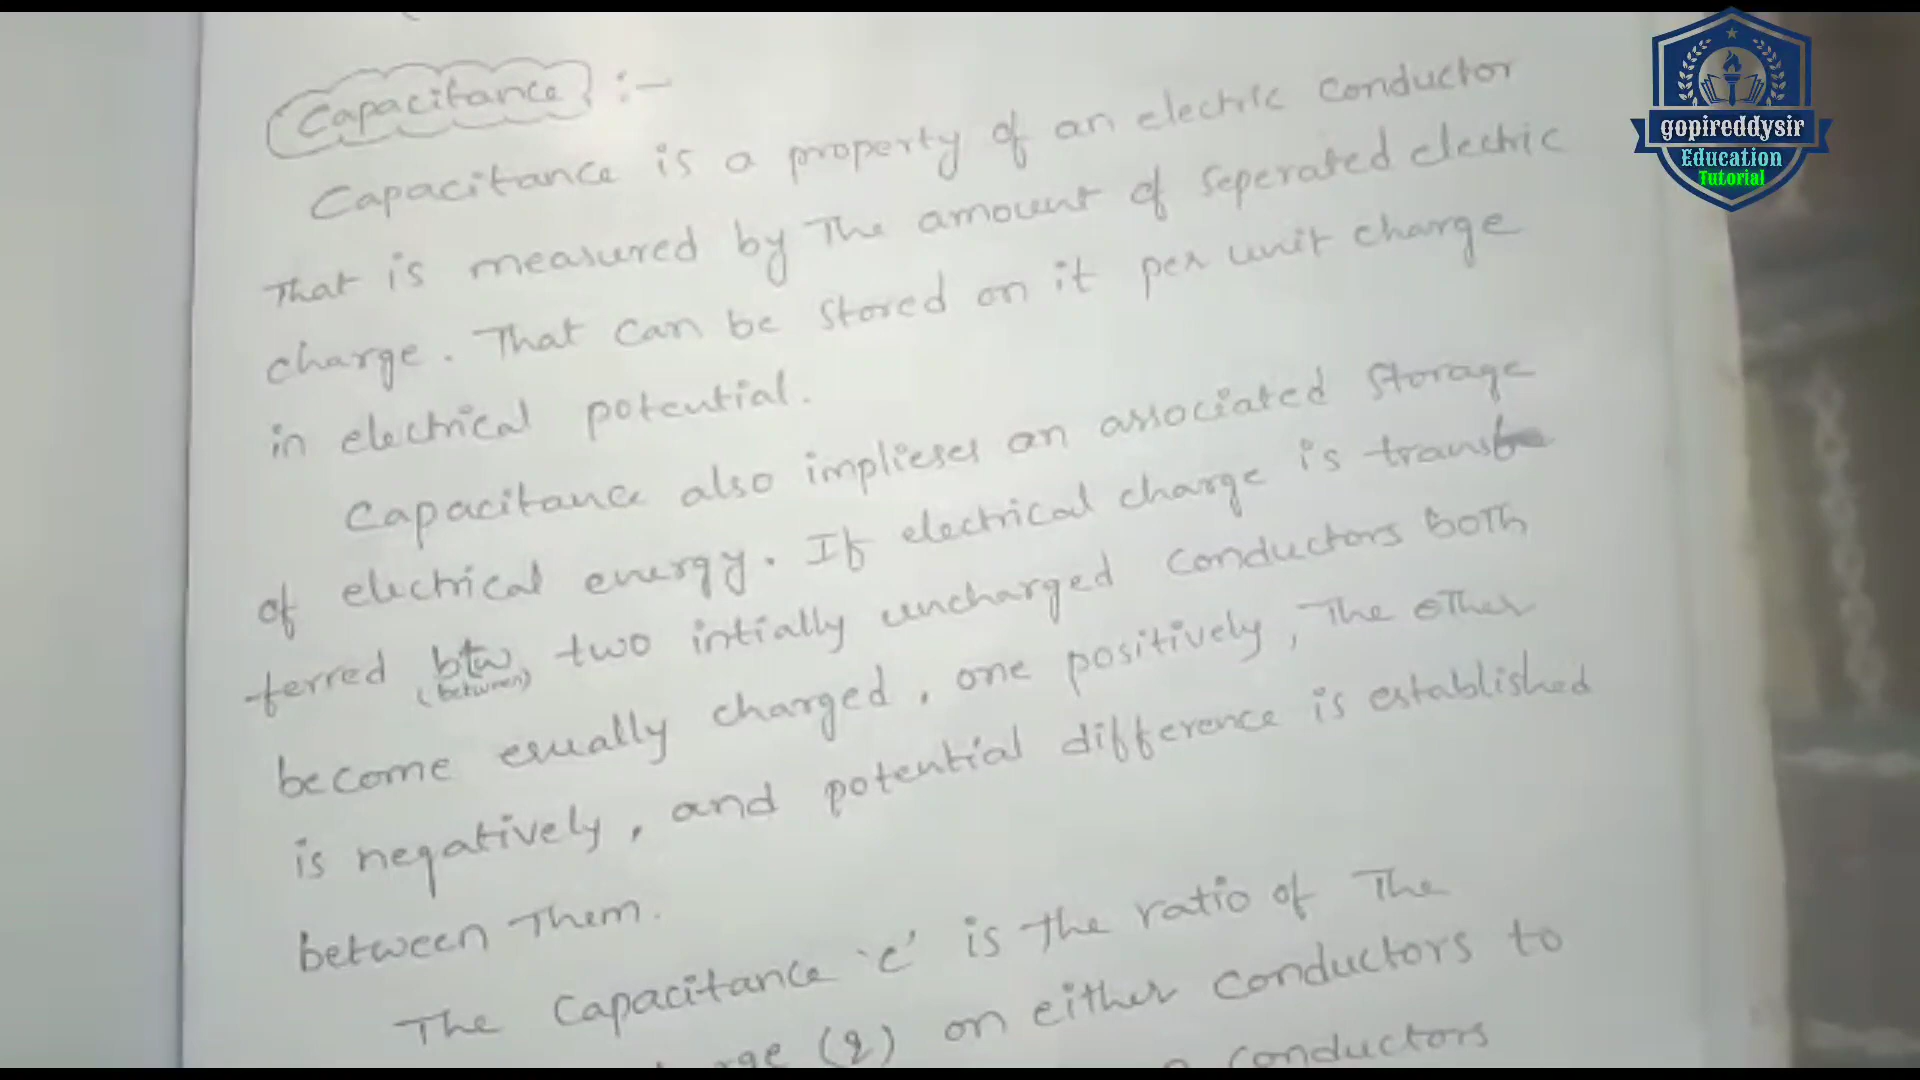 Capacitance :-
Capacitance is a property of an electric conductor
That is measured by The amount of seperated electric
charge. That can be stored on it per unit charge
in electrical potential.
Capacitance also implieses an associated storage
of electrical energy. If electrical charge is trans
ferred btw (between) two intially uncharged conductors both
become equally charged, one positively, The other
is negatively, and potential difference is established
between Them.
The Capacitance 'c' is the ratio of The
(q) on either conductors to
conductors
gopireddysir
Education
Tutorial